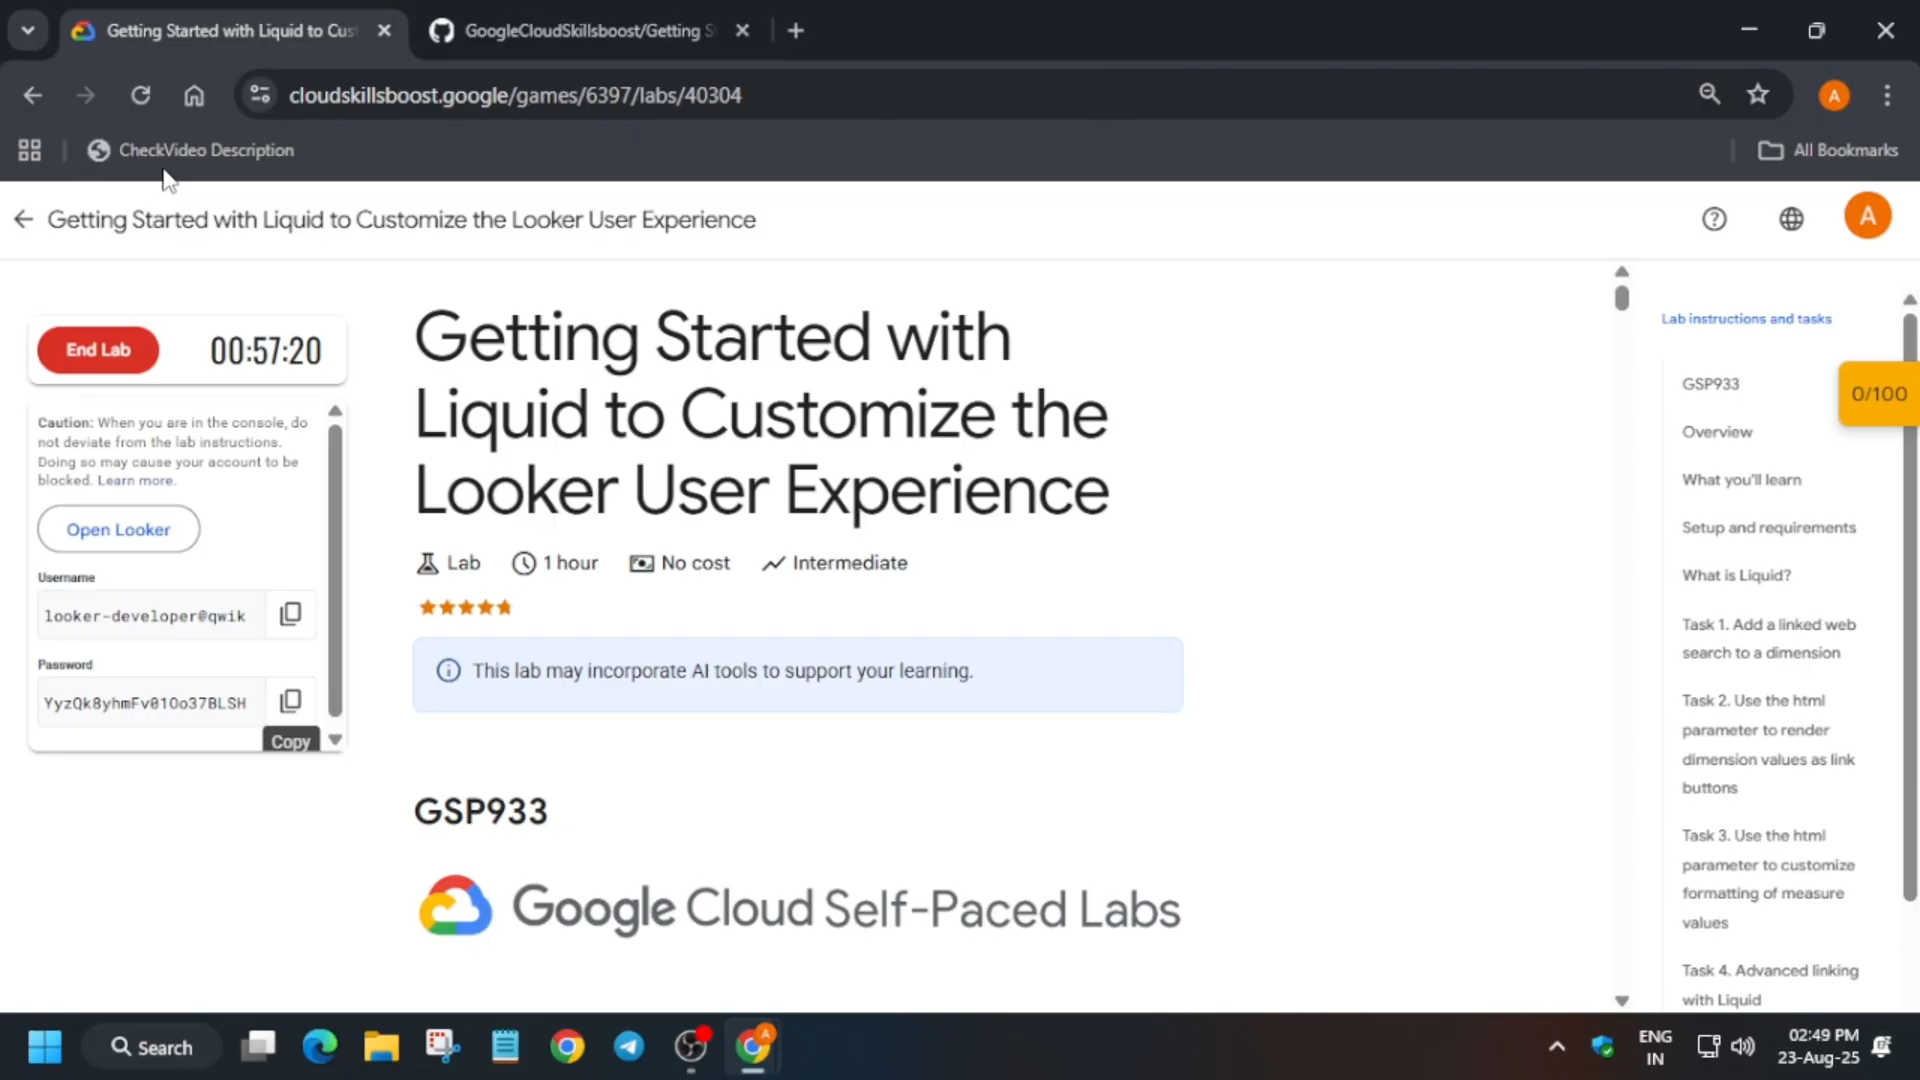 Getting Started with Liquid to Cus
GoogleCloudSkillsboost/Getting S
cloudskillsboost.google/games/6397/labs/40304
A
CheckVideo Description
All Bookmarks
Getting Started with Liquid to Customize the Looker User Experience
A
End Lab
00:57:20
Caution: When you are in the console, do
not deviate from the lab instructions.
Doing so may cause your account to be
blocked. Learn more.
Open Looker
Username
looker-developer@qwik
Password
YyzQk8yhmFv01Oo37BLSH
Copy
Getting Started with
Liquid to Customize the
Looker User Experience
Lab
1 hour
No cost
Intermediate
This lab may incorporate AI tools to support your learning.
GSP933
Google Cloud Self-Paced Labs
Lab instructions and tasks
GSP933
0/100
Overview
What you'll learn
Setup and requirements
What is Liquid?
Task 1. Add a linked web
search to a dimension
Task 2. Use the html
parameter to render
dimension values as link
buttons
Task 3. Use the html
parameter to customize
formatting of measure
values
Task 4. Advanced linking
with Liquid
Search
A
ENG
IN
02:49 PM
23-Aug-25